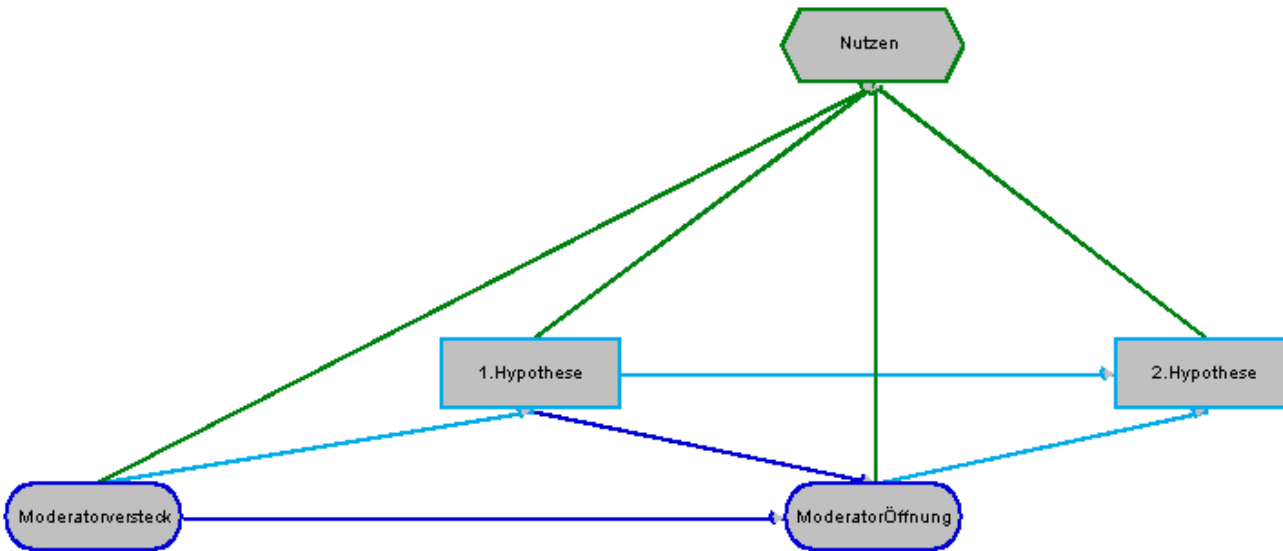 Nutzen
1.Hypothese
2.Hypothese
Moderatorversteck
ModeratorÖffnung